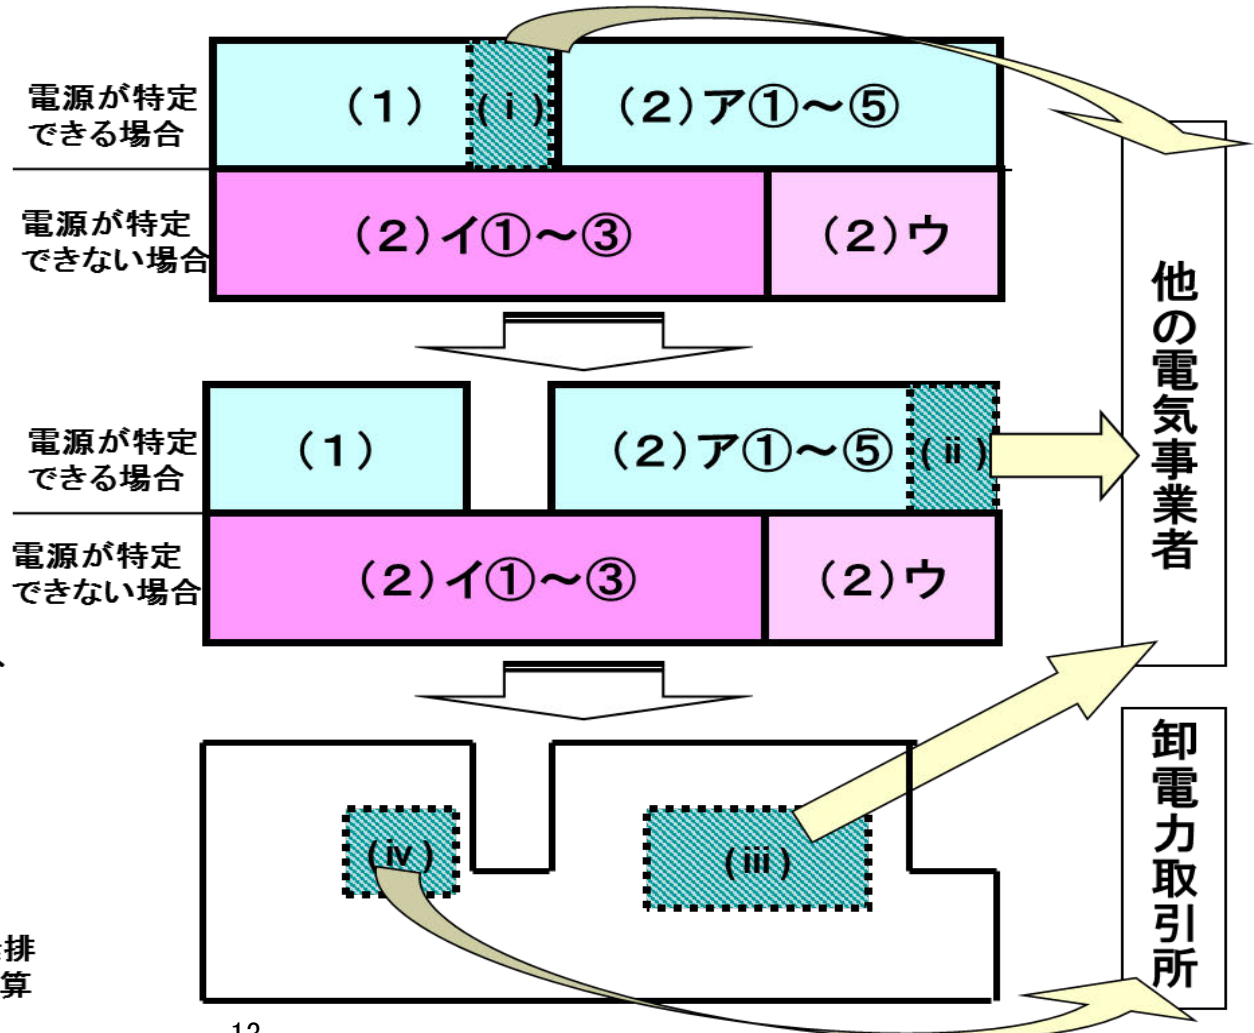 電源が特定
できる場合
(1)
(ⅰ)
(2)ア①～⑤
電源が特定
できない場合
(2)イ①～③
(2)ウ
他の電気事業者
電源が特定
できる場合
(1)
(2)ア①～⑤
(ⅱ)
電源が特定
できない場合
(2)イ①～③
(2)ウ
、
(ⅳ)
(ⅲ)
卸電力取引所
排
算